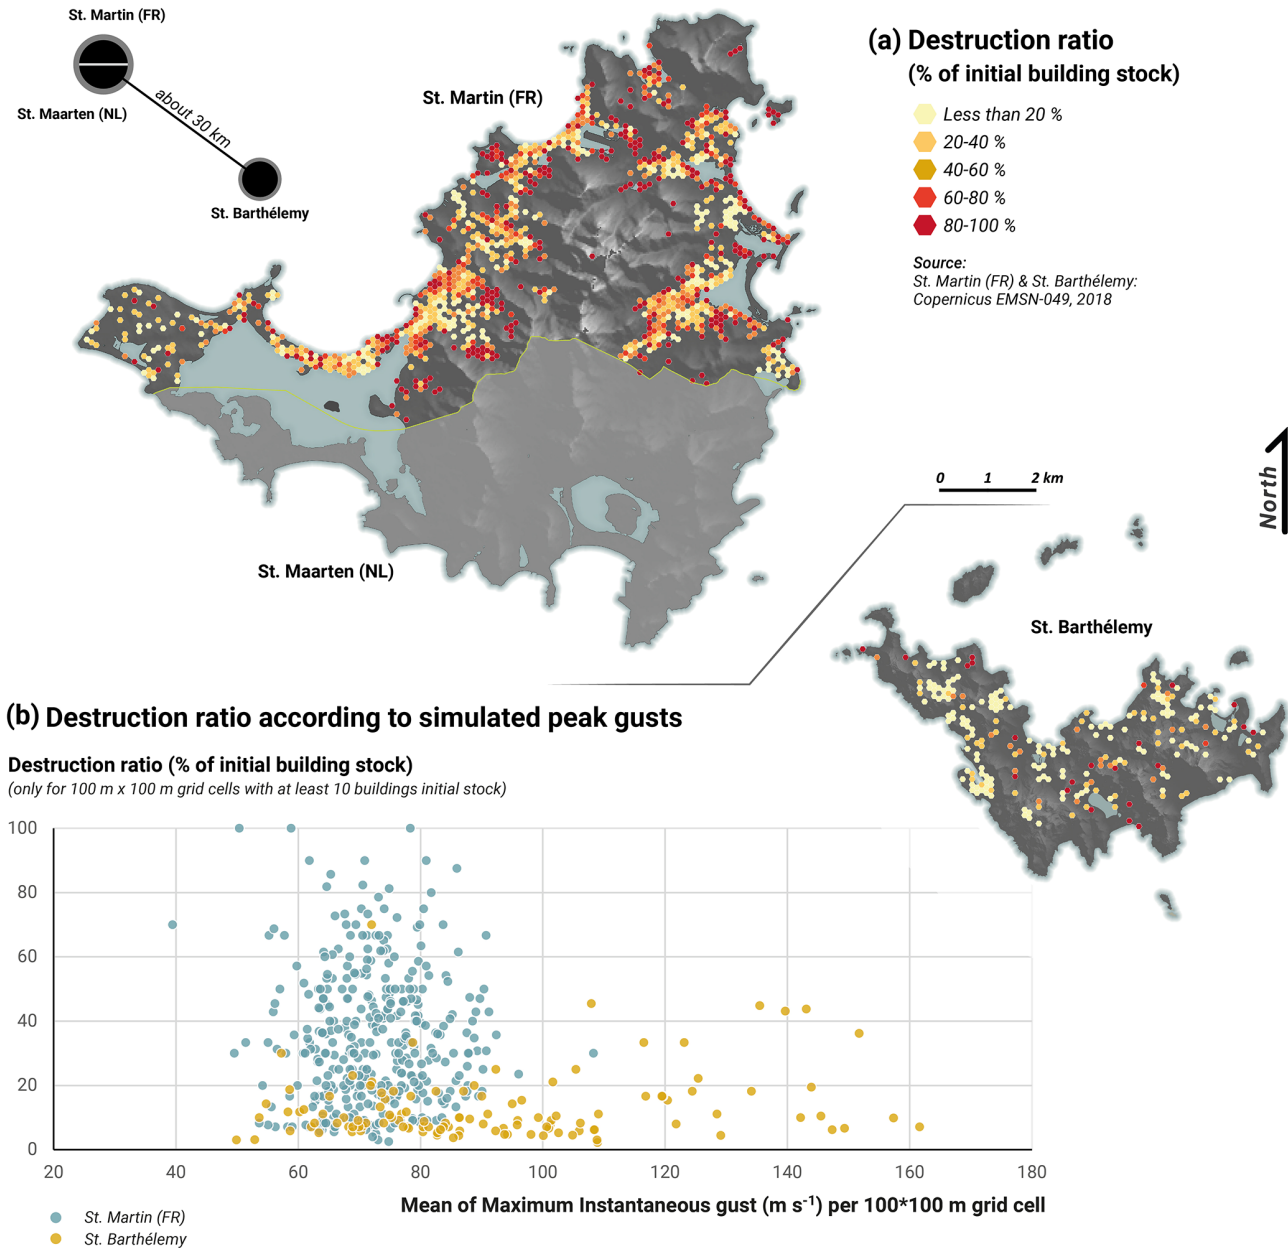 St. Martin (FR)
St. Maarten (NL)
about 30 km
St. Barthélemy
St. Martin (FR)
(a) Destruction ratio
(% of initial building stock)
Less than 20 %
20-40 %
40-60 %
60-80 %
80-100 %
Source:
St. Martin (FR) & St. Barthélemy:
Copernicus EMSN-049, 2018
0 1 2 km
North
St. Maarten (NL)
St. Barthélemy
(b) Destruction ratio according to simulated peak gusts
Destruction ratio (% of initial building stock)
(only for 100 m x 100 m grid cells with at least 10 buildings initial stock)
100
80
60
40
20
0
20 40 60 80 100 120 140 160 180
Mean of Maximum Instantaneous gust (m s⁻¹) per 100*100 m grid cell
St. Martin (FR)
St. Barthélemy